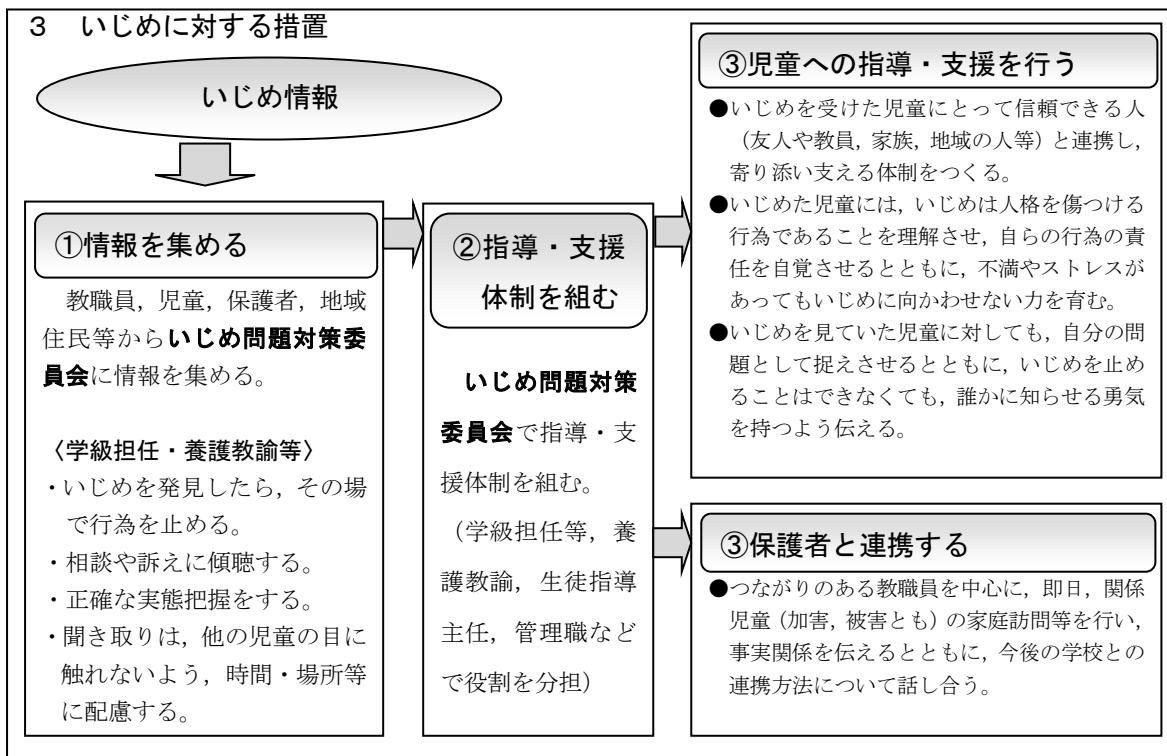 ３　いじめに対する措置
いじめ情報
①情報を集める
教職員，児童，保護者，地域
住民等からいじめ問題対策委
員会に情報を集める。
〈学級担任・養護教諭等〉
・いじめを発見したら，その場
で行為を止める。
・相談や訴えに傾聴する。
・正確な実態把握をする。
・聞き取りは，他の児童の目に
触れないよう，時間・場所等
に配慮する。
②指導・支援
体制を組む
いじめ問題対策
委員会で指導・支
援体制を組む。
（学級担任等，養
護教諭，生徒指導
主任，管理職など
で役割を分担）
③児童への指導・支援を行う
●いじめを受けた児童にとって信頼できる人
（友人や教員，家族，地域の人等）と連携し，
寄り添い支える体制をつくる。
●いじめた児童には，いじめは人格を傷つける
行為であることを理解させ，自らの行為の責
任を自覚させるとともに，不満やストレスが
あってもいじめに向かわせない力を育む。
●いじめを見ていた児童に対しても，自分の問
題として捉えさせるとともに，いじめを止め
ることはできなくても，誰かに知らせる勇気
を持つよう伝える。
③保護者と連携する
●つながりのある教職員を中心に，即日，関係
児童（加害，被害とも）の家庭訪問等を行い，
事実関係を伝えるとともに，今後の学校との
連携方法について話し合う。